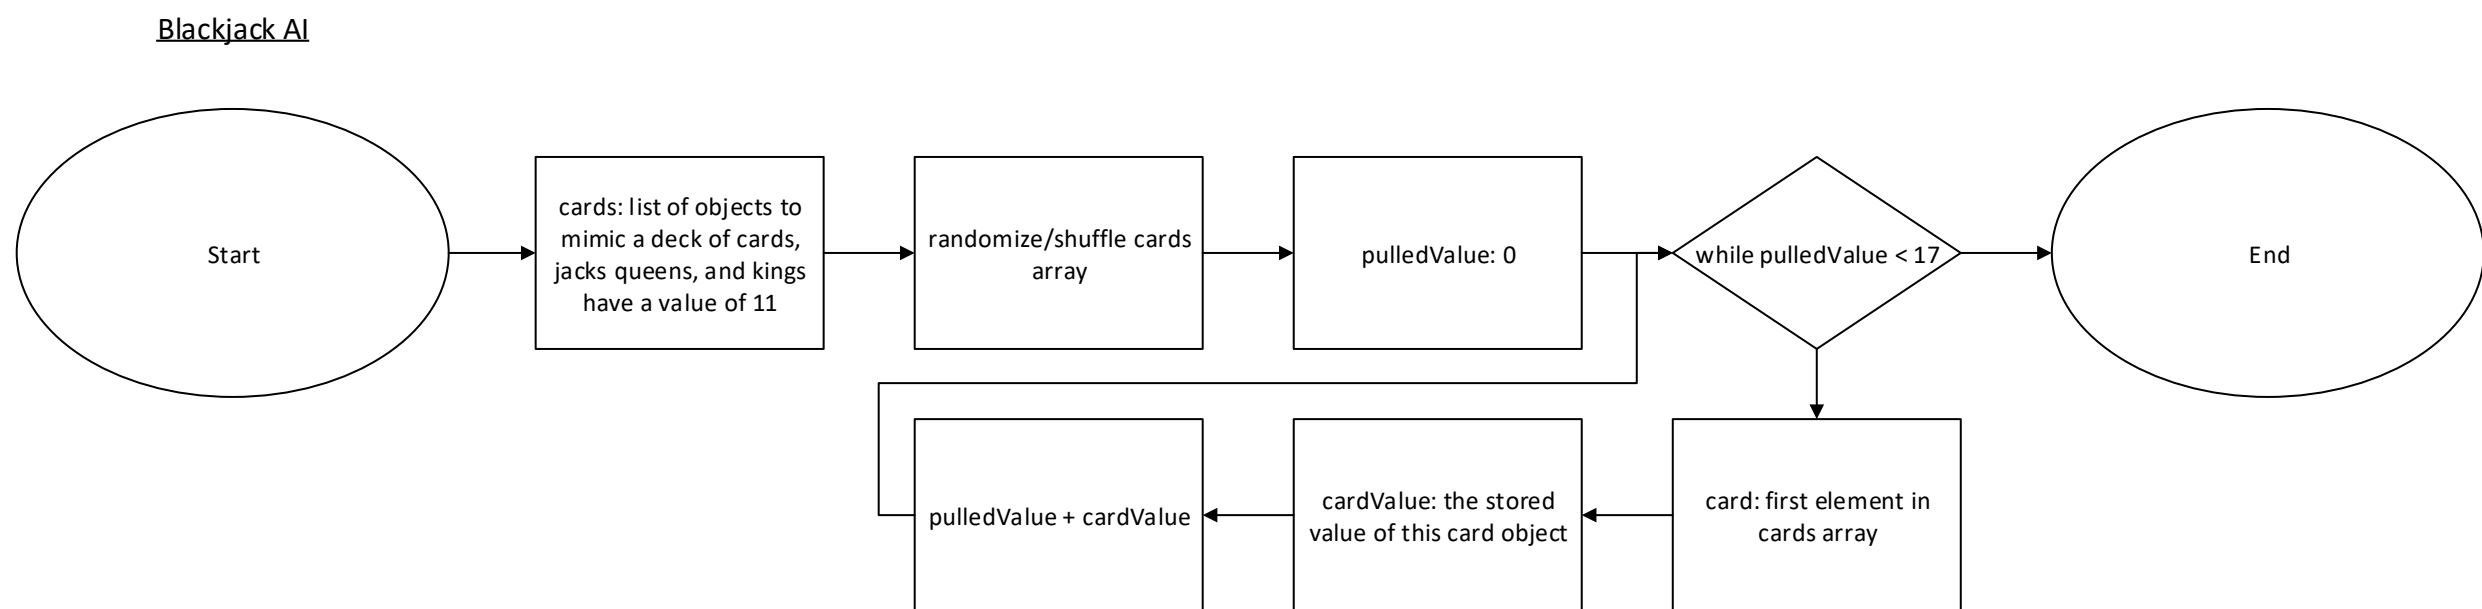 Blackjack AI
Start
cards: list of objects to
mimic a deck of cards,
jacks queens, and kings
have a value of 11
randomize/shuffle cards
array
pulledValue: 0
while pulledValue < 17
End
pulledValue + cardValue
cardValue: the stored
value of this card object
card: first element in
cards array